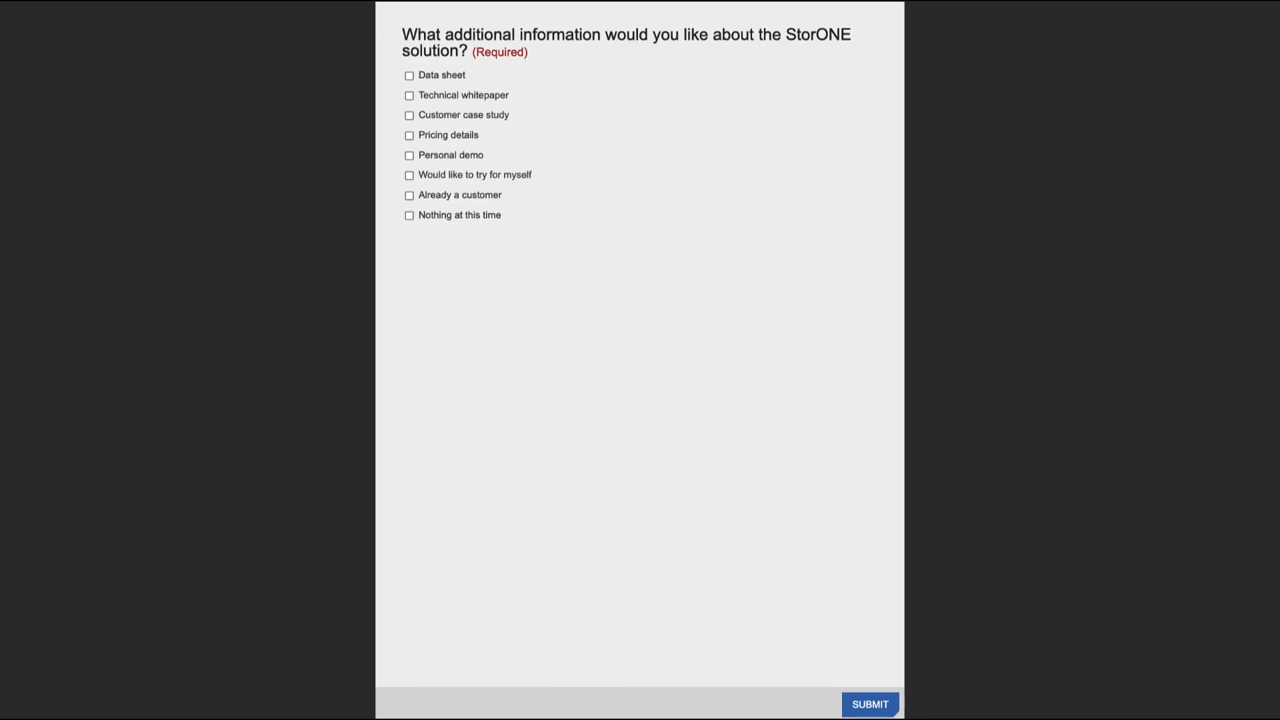 What additional information would you like about the StorONE
solution? (Required)
Data sheet
Technical whitepaper
Customer case study
Pricing details
Personal demo
Would like to try for myself
Already a customer
Nothing at this time
SUBMIT